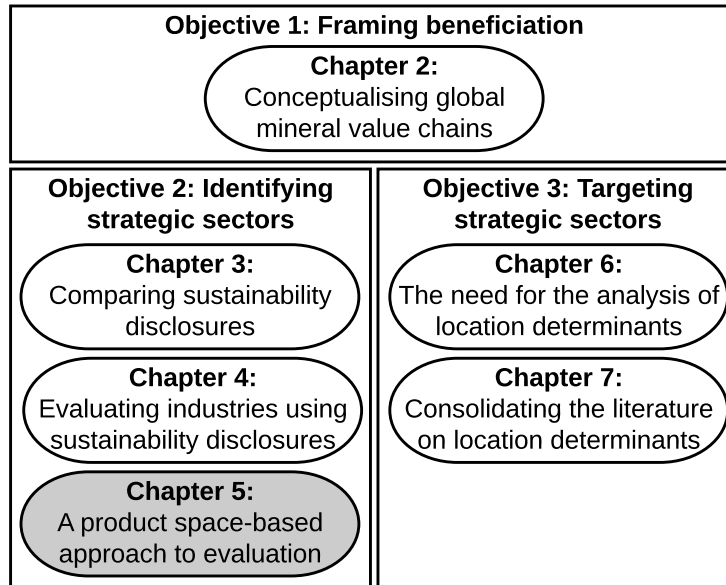 Objective 1: Framing beneficiation
Chapter 2:
Conceptualising global
mineral value chains
Objective 2: Identifying
strategic sectors
Chapter 3:
Comparing sustainability
disclosures
Chapter 4:
Evaluating industries using
sustainability disclosures
Chapter 5:
A product space-based
approach to evaluation
Objective 3: Targeting
strategic sectors
Chapter 6:
The need for the analysis of
location determinants
Chapter 7:
Consolidating the literature
on location determinants